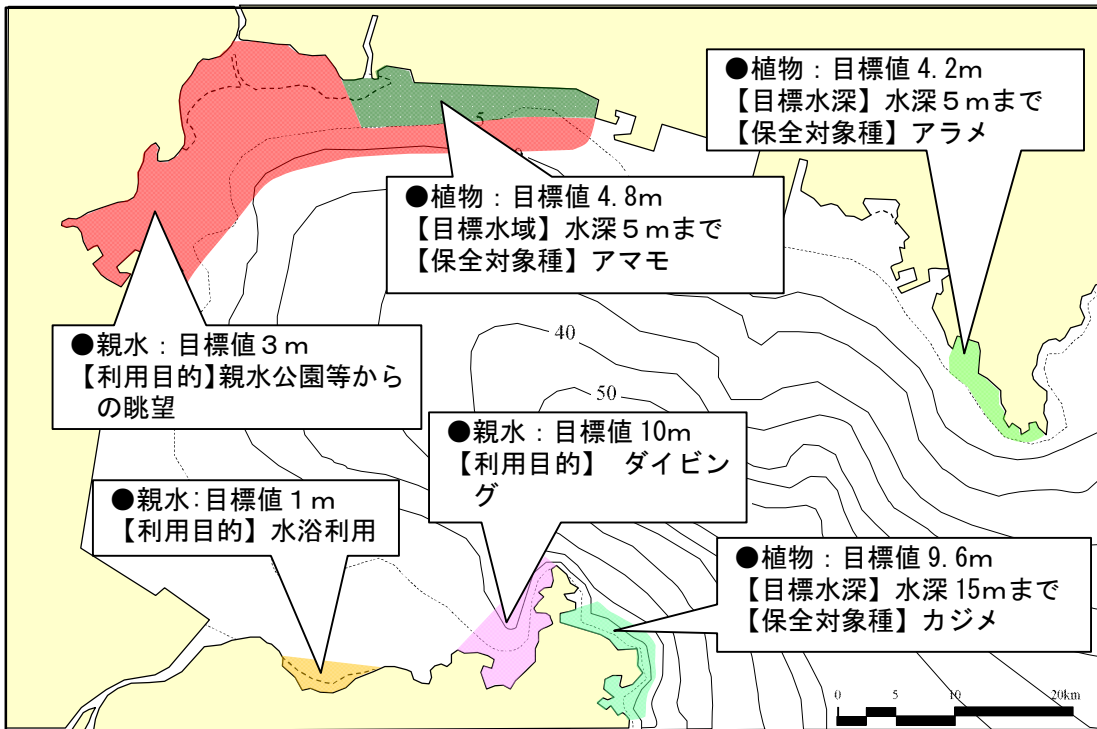 ●植物：目標値 4.2m
【目標水深】水深５ｍまで
【保全対象種】アラメ
5
●植物：目標値 4.8m
【目標水域】水深５ｍまで
【保全対象種】アマモ
●親水：目標値３ｍ
【利用目的】親水公園等から
の眺望
40
50
●親水：目標値 10m
【利用目的】　ダイビン
グ
●親水：目標値１ｍ
【利用目的】水浴利用
●植物：目標値 9.6m
【目標水深】水深 15mまで
【保全対象種】カジメ
0 5 10 20km